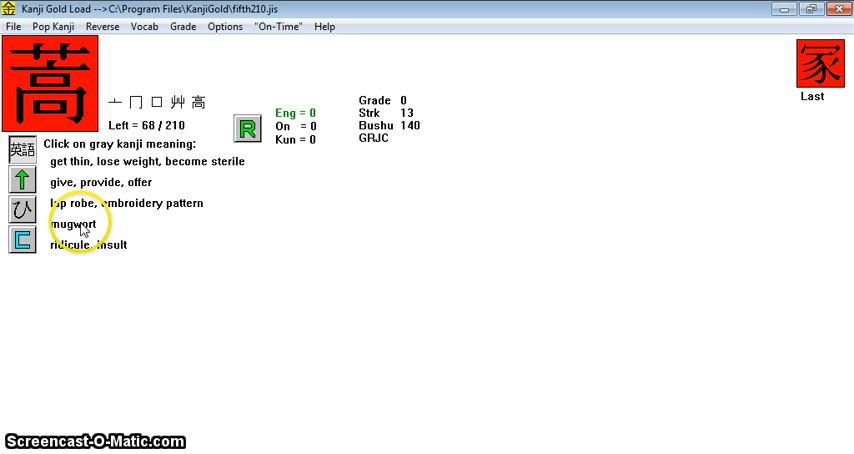 Kanji Gold Load -->C:\Program Files\KanjiGold\fifth210.jis
File Pop Kanji Reverse Vocab Grade Options "On-Time" Help
蒿
冢
Last
亠 冂 口 艸 高
Left = 68 / 210
R
Eng = 0
On = 0
Kun = 0
Grade 0
Strk 13
Bushu 140
GRJC
英語
Click on gray kanji meaning:
get thin, lose weight, become sterile
give, provide, offer
ひ
lap robe, embroidery pattern
mugwort
ridicule, insult
Screencast-O-Matic.com